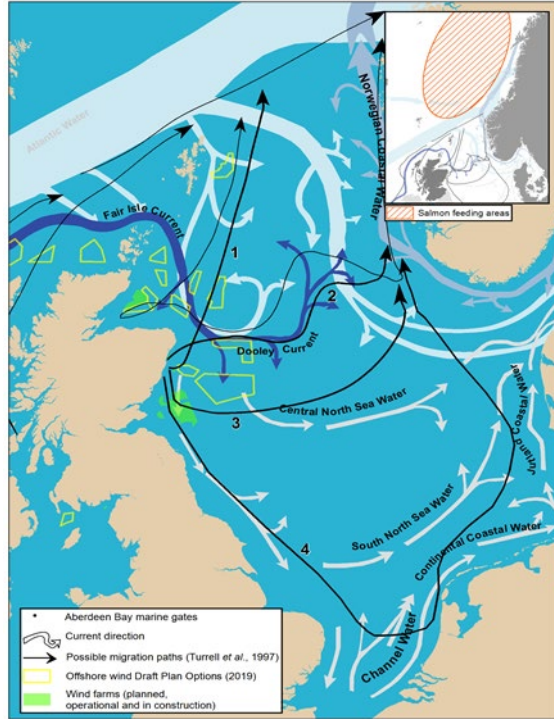 Atlantic Water
Norwegian Coastal Water
Salmon feeding areas
Fair Isle Current
1
2
Dooley Current
3
Central North Sea Water
Jutland Coastal Water
South North Sea Water
4
Continental Coastal Water
Channel Water
Aberdeen Bay marine gates
Current direction
Possible migration paths (Turrell et al., 1997)
Offshore wind Draft Plan Options (2019)
Wind farms (planned,
operational and in construction)